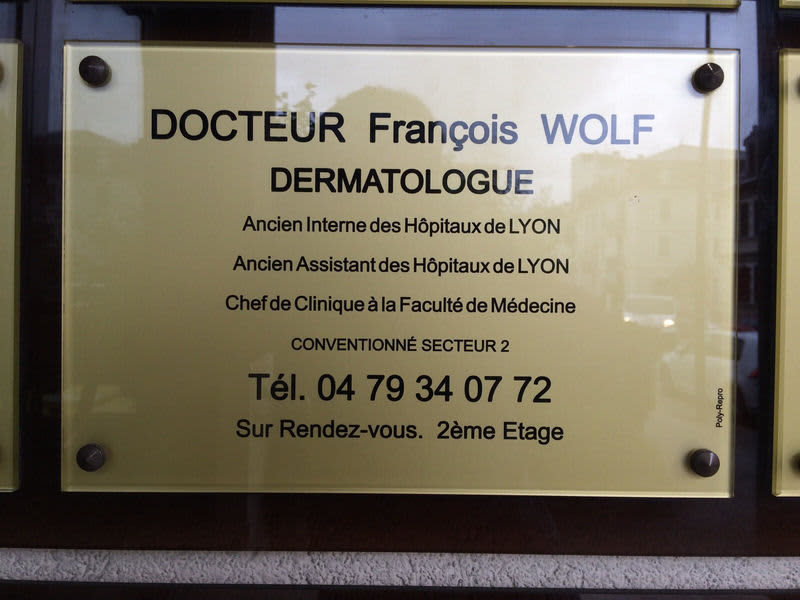 DOCTEUR François WOLF
DERMATOLOGUE
Ancien Interne des Hôpitaux de LYON
Ancien Assistant des Hôpitaux de LYON
Chef de Clinique à la Faculté de Médecine
CONVENTIONNÉ SECTEUR 2
Tél. 04 79 34 07 72
Sur Rendez-vous. 2ème Etage
Poly-Repro